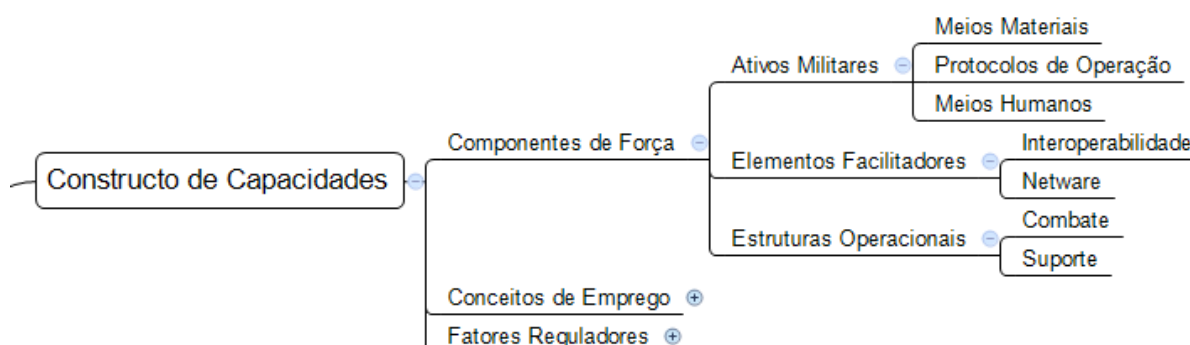 Meios Materiais
Ativos Militares
Protocolos de Operação
Meios Humanos
Componentes de Força
Interoperabilidade
Elementos Facilitadores
Constructo de Capacidades
Netware
Combate
Estruturas Operacionais
Suporte
Conceitos de Emprego
Fatores Reguladores